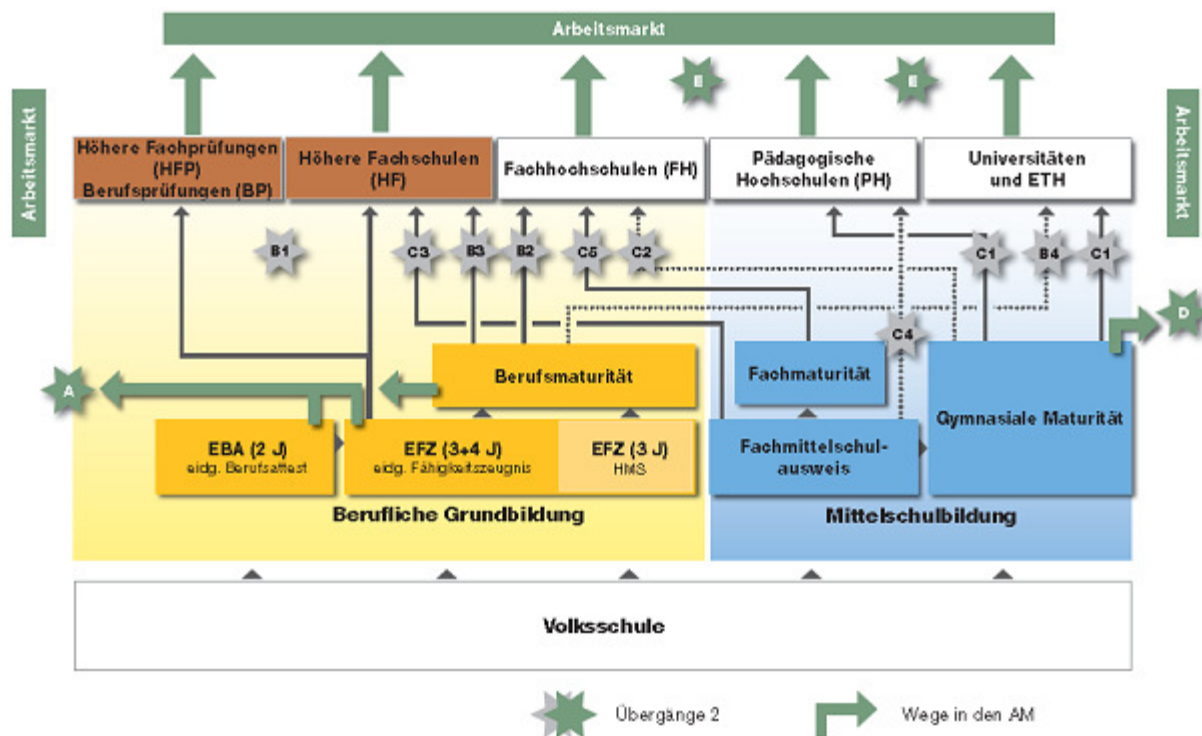 Arbeitsmarkt
E
E
Arbeitsmarkt
Arbeitsmarkt
Höhere Fachprüfungen
(HFP)
Berufsprüfungen (BP)
Höhere Fachschulen
(HF)
Fachhochschulen (FH)
Pädagogische
Hochschulen (PH)
Universitäten
und ETH
B1
C3
B3
B2
C5
C2
C1
B4
C1
D
C4
A
Berufsmaturität
Fachmaturität
Gymnasiale Maturität
EBA (2 J)
eidg. Berufsattest
EFZ (3+4 J)
eidg. Fähigkeitszeugnis
EFZ (3 J)
HMS
Fachmittelschul-
ausweis
Berufliche Grundbildung
Mittelschulbildung
Volksschule
Übergänge 2
Wege in den AM